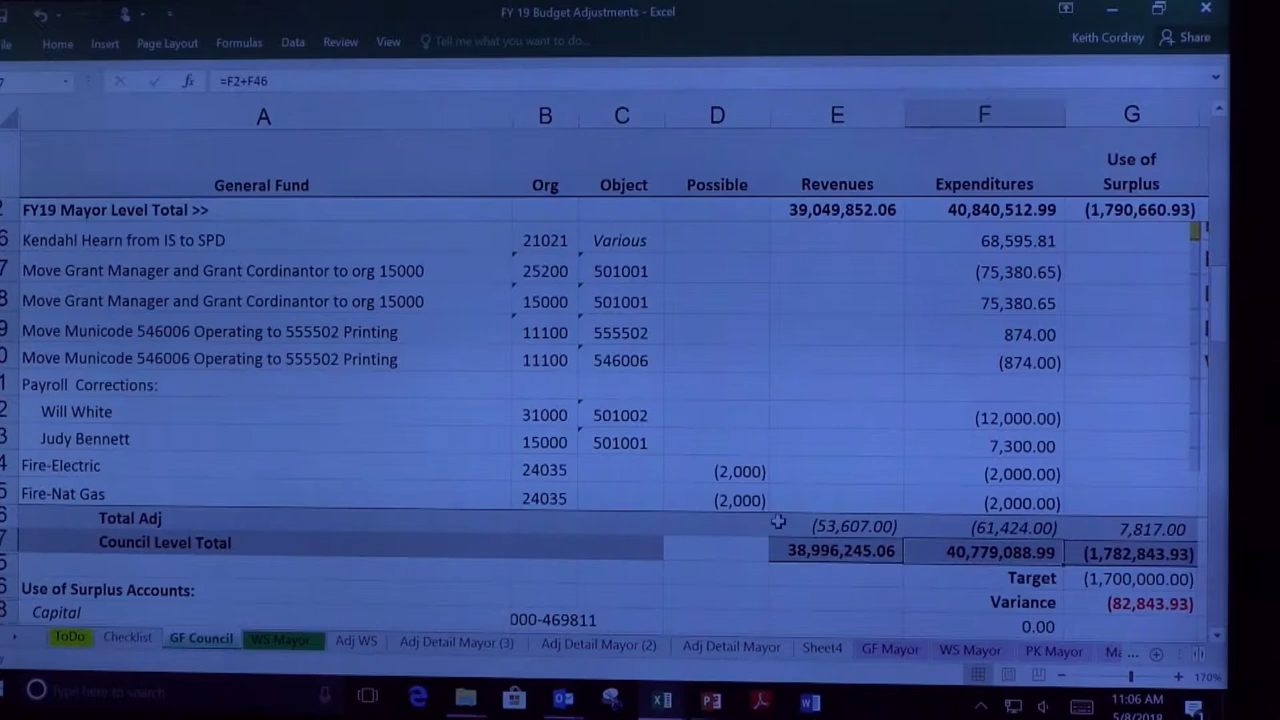 FY 19 Budget Adjustments - Excel
Home Insert Page Layout Formulas Data Review View Tell me what you want to do... Keith Cordrey Share
fx =F2+F46
A B C D E F G
General Fund Org Object Possible Revenues Expenditures Use of Surplus
FY19 Mayor Level Total >> 39,049,852.06 40,840,512.99 (1,790,660.93)
Kendahl Hearn from IS to SPD 21021 Various 68,595.81
Move Grant Manager and Grant Cordinantor to org 15000 25200 501001 (75,380.65)
Move Grant Manager and Grant Cordinantor to org 15000 15000 501001 75,380.65
Move Municode 546006 Operating to 555502 Printing 11100 555502 874.00
Move Municode 546006 Operating to 555502 Printing 11100 546006 (874.00)
Payroll Corrections:
Will White 31000 501002 (12,000.00)
Judy Bennett 15000 501001 7,300.00
Fire-Electric 24035 (2,000) (2,000.00)
Fire-Nat Gas 24035 (2,000) (2,000.00)
Total Adj (53,607.00) (61,424.00) 7,817.00
Council Level Total 38,996,245.06 40,779,088.99 (1,782,843.93)
Target (1,700,000.00)
Use of Surplus Accounts: Variance (82,843.93)
Capital 000-469811 0.00
ToDo Checklist GF Council WS Mayor Adj WS Adj Detail Mayor (3) Adj Detail Mayor (2) Adj Detail Mayor Sheet4 GF Mayor WS Mayor PK Mayor ...
170%
Type here to search 11:06 AM
5/8/2018